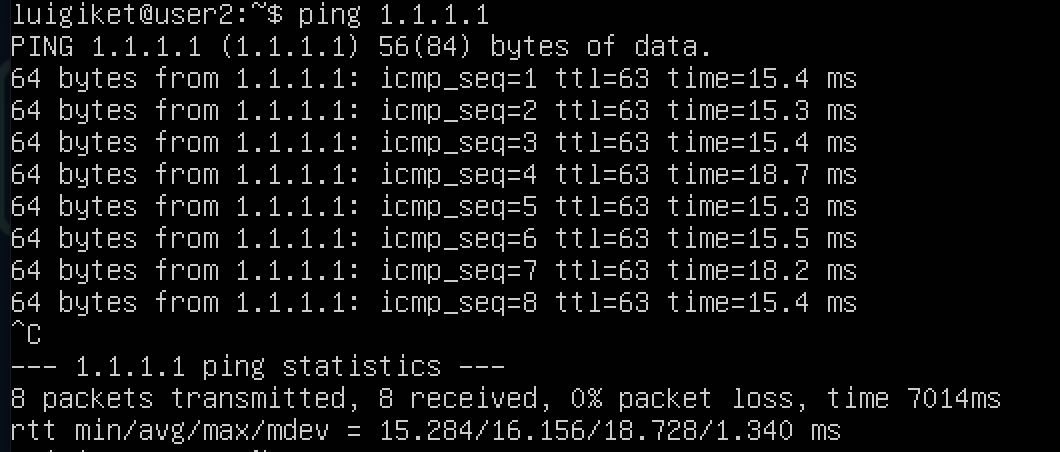 luigiket@user2:~$ ping 1.1.1.1
PING 1.1.1.1 (1.1.1.1) 56(84) bytes of data.
64 bytes from 1.1.1.1: icmp_seq=1 ttl=63 time=15.4 ms
64 bytes from 1.1.1.1: icmp_seq=2 ttl=63 time=15.3 ms
64 bytes from 1.1.1.1: icmp_seq=3 ttl=63 time=15.4 ms
64 bytes from 1.1.1.1: icmp_seq=4 ttl=63 time=18.7 ms
64 bytes from 1.1.1.1: icmp_seq=5 ttl=63 time=15.3 ms
64 bytes from 1.1.1.1: icmp_seq=6 ttl=63 time=15.5 ms
64 bytes from 1.1.1.1: icmp_seq=7 ttl=63 time=18.2 ms
64 bytes from 1.1.1.1: icmp_seq=8 ttl=63 time=15.4 ms
^C
--- 1.1.1.1 ping statistics ---
8 packets transmitted, 8 received, 0% packet loss, time 7014ms
rtt min/avg/max/mdev = 15.284/16.156/18.728/1.340 ms